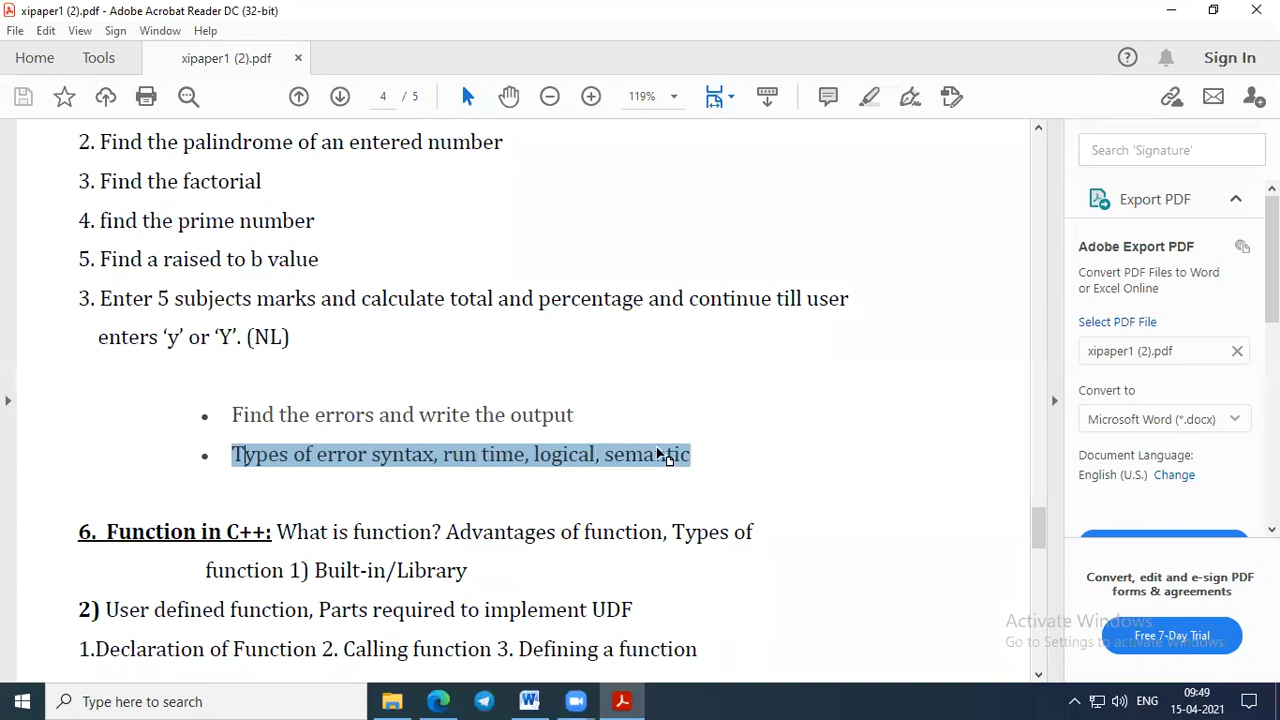 xipaper1 (2).pdf - Adobe Acrobat Reader DC (32-bit)
File Edit View Sign Window Help
Home Tools xipaper1 (2).pdf × Sign In
4 / 5 119%
2. Find the palindrome of an entered number
3. Find the factorial
4. find the prime number
5. Find a raised to b value
3. Enter 5 subjects marks and calculate total and percentage and continue till user
enters ‘y’ or ‘Y’. (NL)
• Find the errors and write the output
• Types of error syntax, run time, logical, semantic
6. Function in C++: What is function? Advantages of function, Types of
function 1) Built-in/Library
2) User defined function, Parts required to implement UDF
1.Declaration of Function 2. Calling function 3. Defining a function
Search 'Signature'
Export PDF
Adobe Export PDF
Convert PDF Files to Word
or Excel Online
Select PDF File
xipaper1 (2).pdf
Convert to
Microsoft Word (*.docx)
Document Language:
English (U.S.) Change
Convert, edit and e-sign PDF
forms & agreements
Free 7-Day Trial
Activate Windows
Go to Settings to activate Windows.
Type here to search
ENG
09:49
15-04-2021